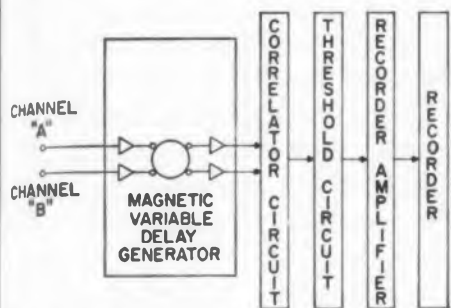 CHANNEL
"A"
CHANNEL
"B"
MAGNETIC
VARIABLE
DELAY
GENERATOR
CORRELATOR CIRCUIT
THRESHOLD CIRCUIT
RECORDER AMPLIFIER
RECORDER